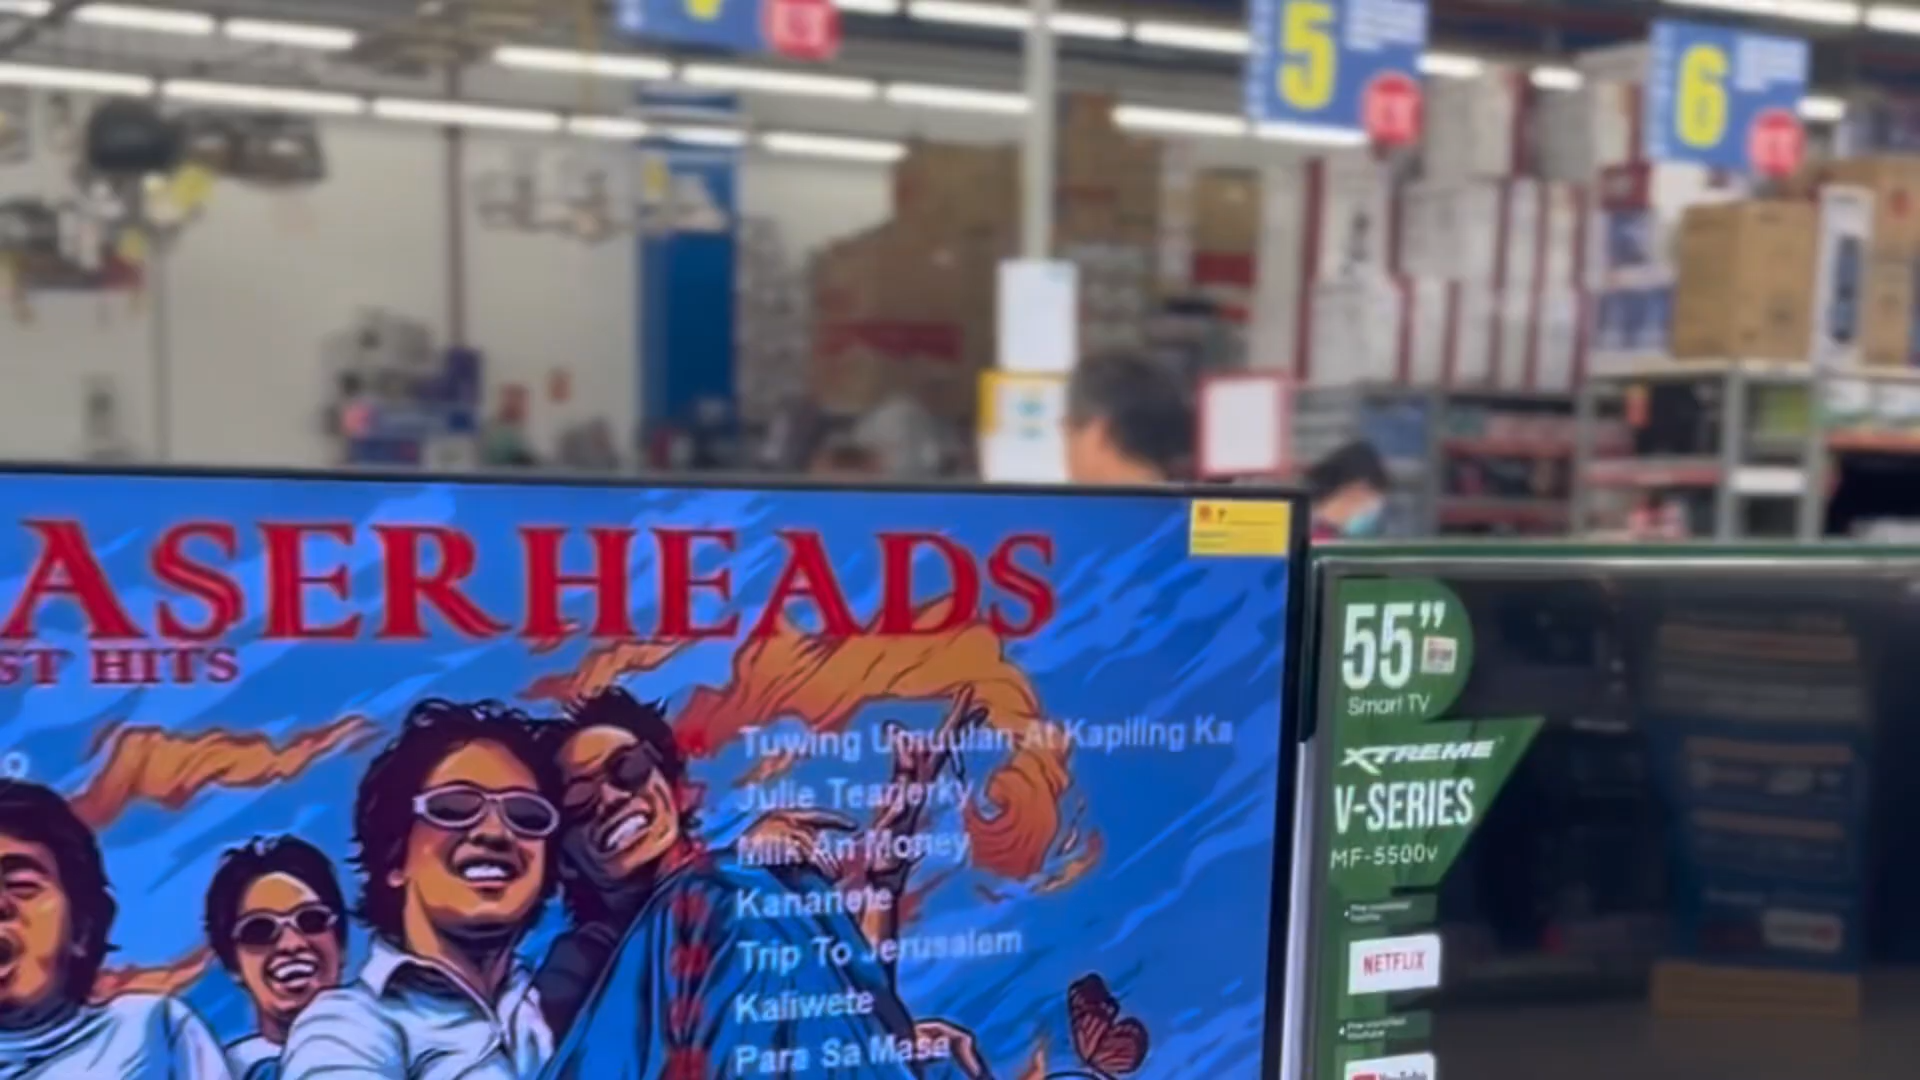 5
6
ASERHEADS
ST HITS
Tuwing Umuulan At Kapiling Ka
Julie Tearjerky
Milk An Money
Kananete
Trip To Jerusalem
Kaliwete
Para Sa Masa
55”
Smart TV
XTREME
V-SERIES
MF-5500v
NETFLIX
YouTube